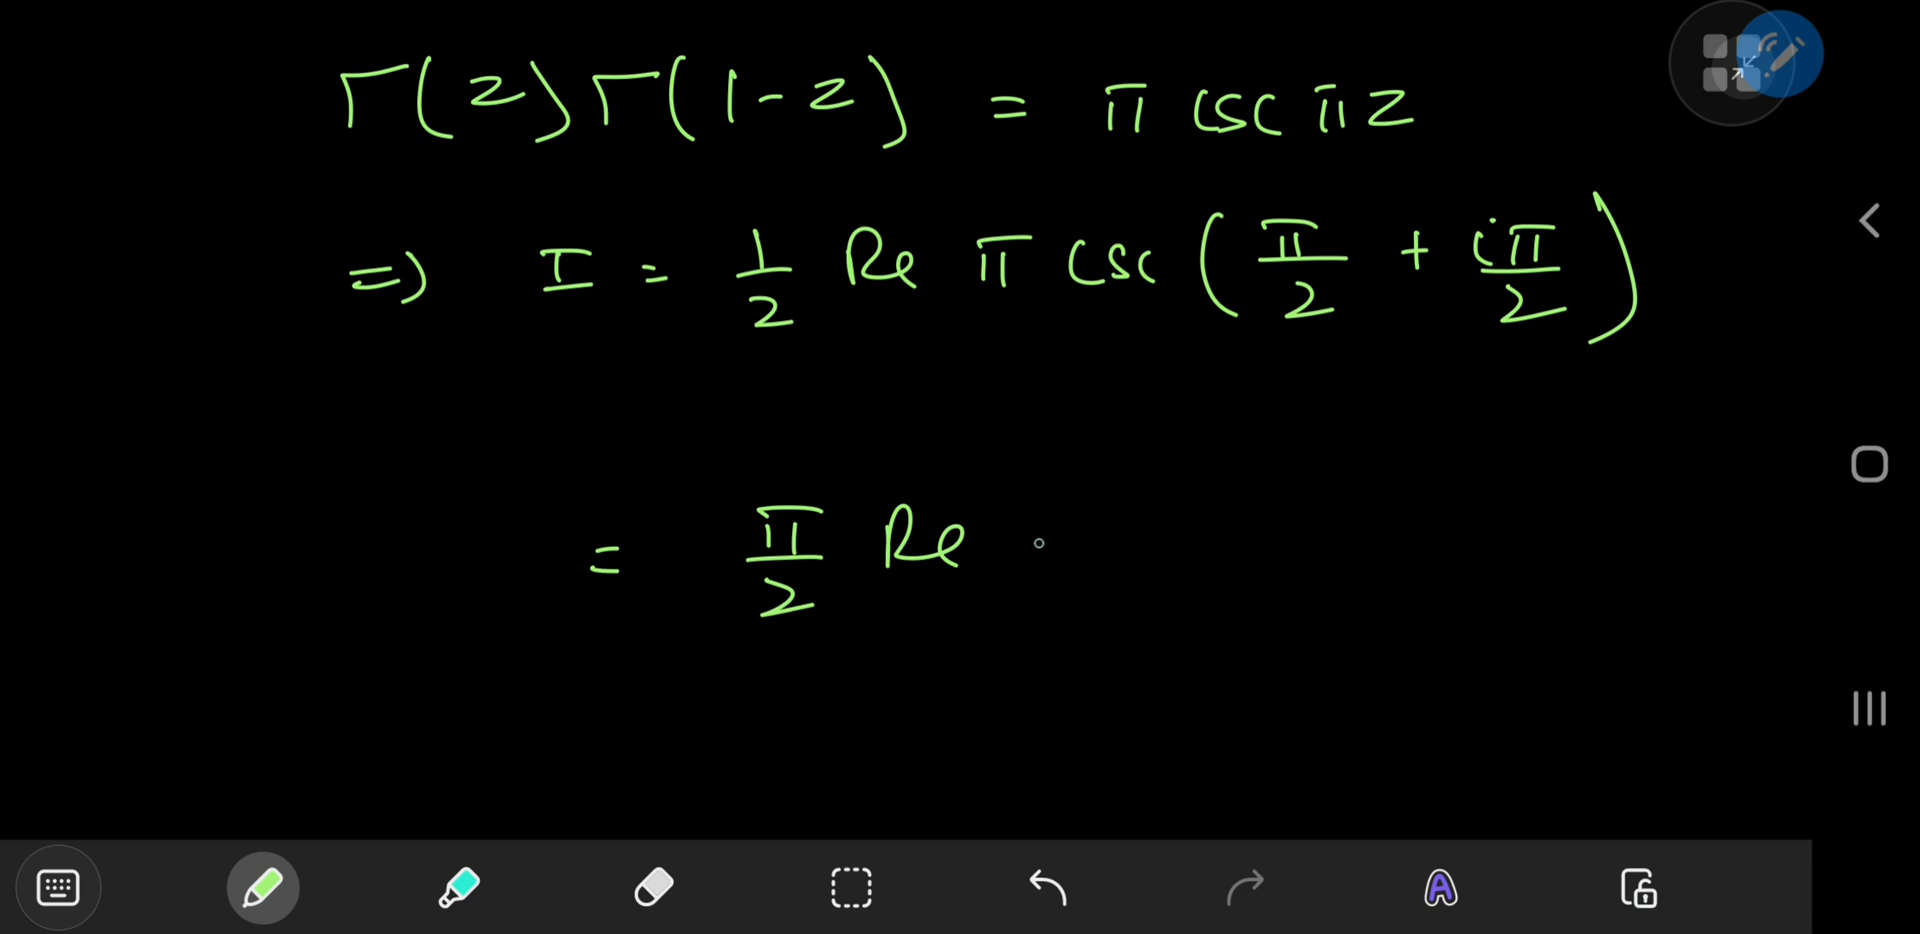 Γ(z)Γ(1-z) = π csc πz
⇒ I = 1/2 Re π csc (π/2 + iπ/2)
= π/2 Re